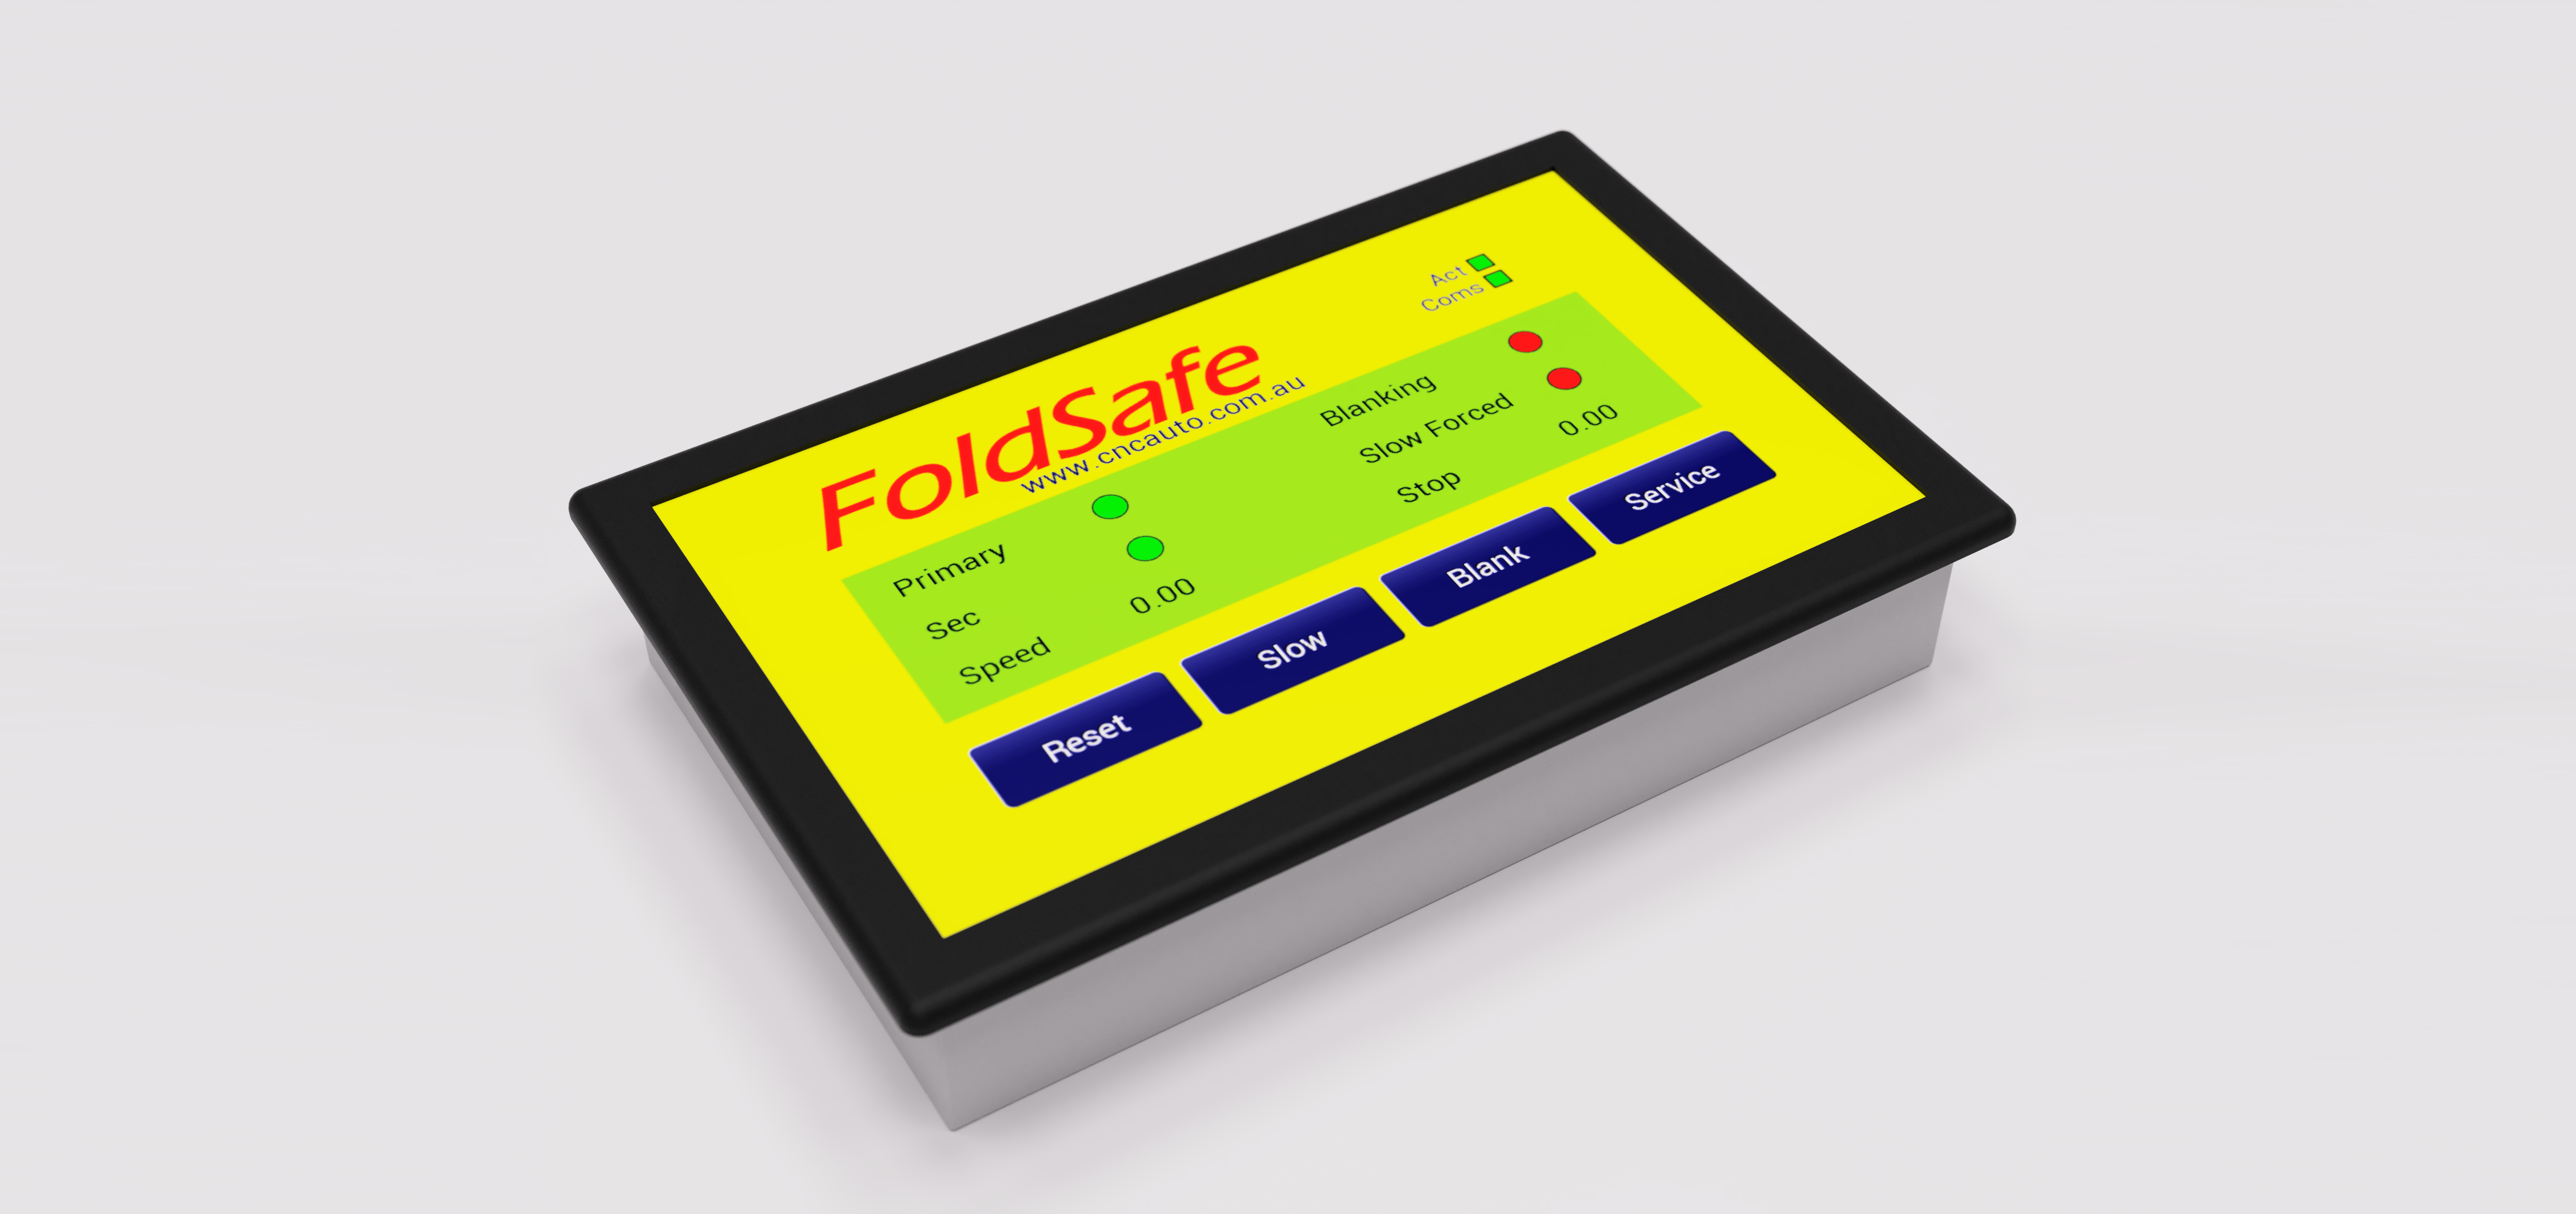 FoldSafe
www.cncauto.com.au
Act
Coms
Primary
Sec
Speed 0.00
Blanking
Slow Forced
Stop 0.00
Reset
Slow
Blank
Service